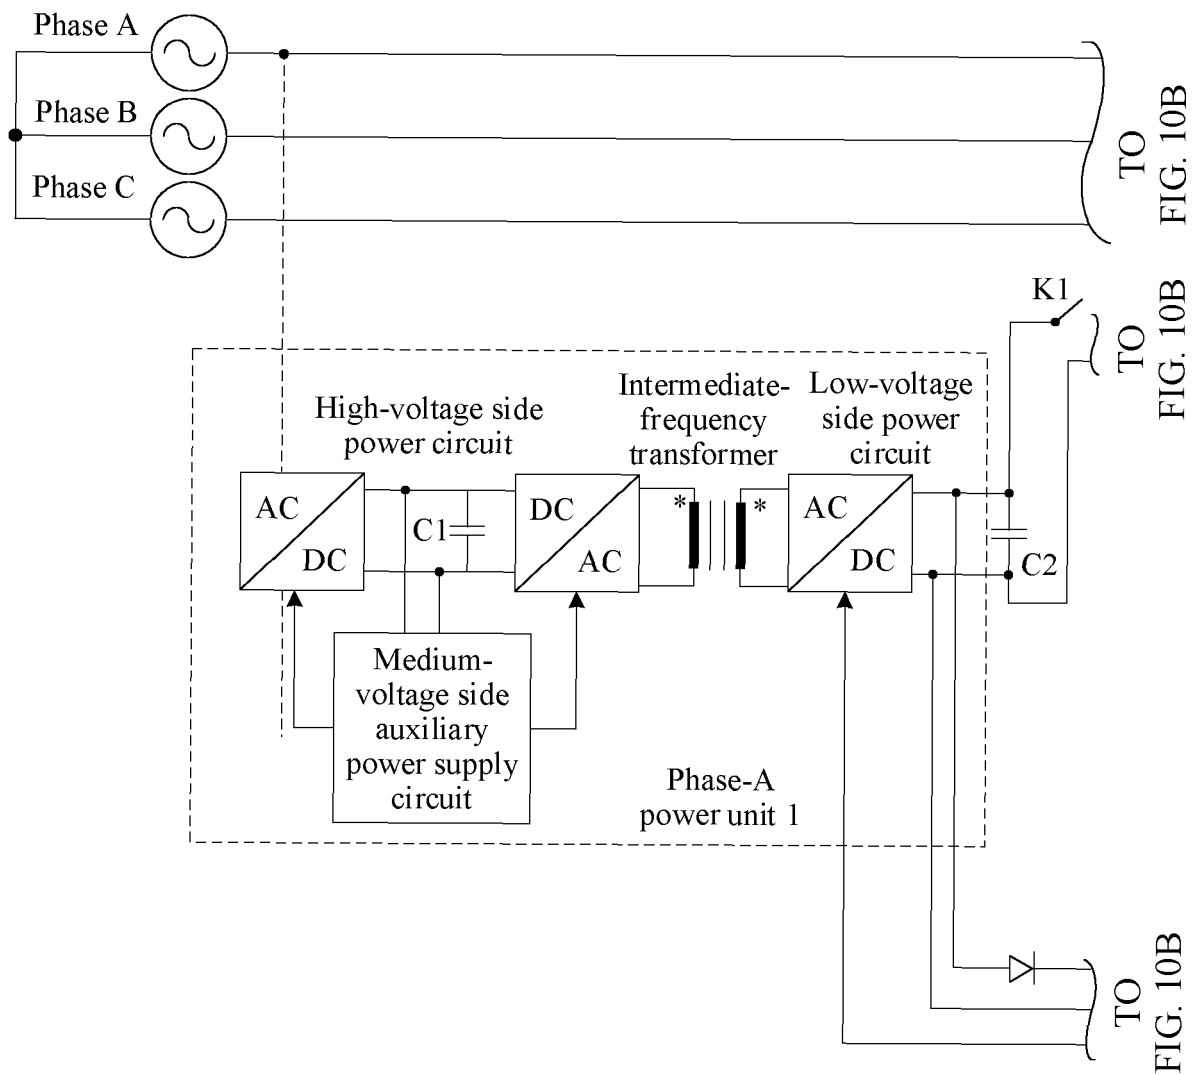 Phase A
Phase B
Phase C
TO
FIG. 10B
K1
TO
FIG. 10B
High-voltage side
power circuit
Intermediate-
frequency
transformer
Low-voltage
side power
circuit
AC
DC
C1
DC
AC
*
*
AC
DC
C2
Medium-
voltage side
auxiliary
power supply
circuit
Phase-A
power unit 1
TO
FIG. 10B